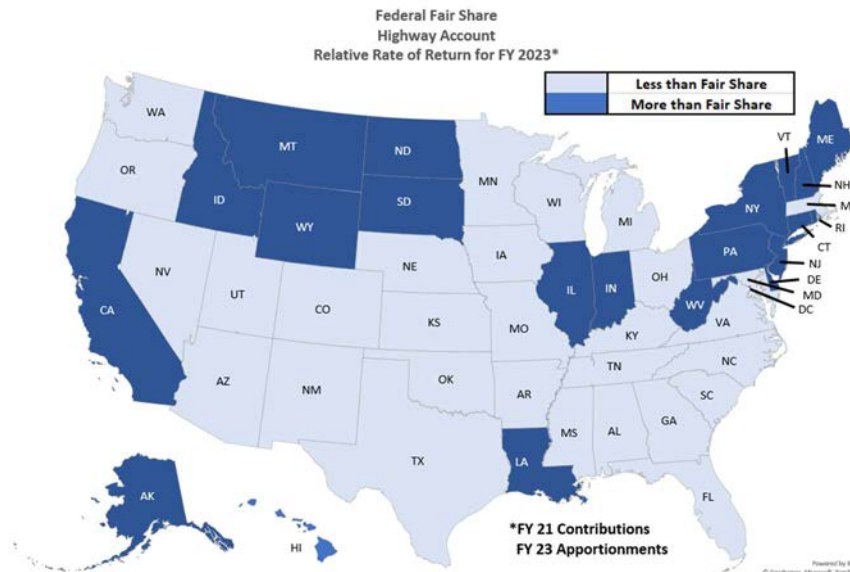 Federal Fair Share
Highway Account
Relative Rate of Return for FY 2023*
Less than Fair Share
More than Fair Share
WA
MT
ND
VT
ME
OR
MN
ID
WI
NH
SD
NY
M
WY
MI
RI
CT
IA
PA
NE
NJ
NV
OH
DE
IL
IN
MD
UT
WV
DC
CA
CO
VA
KS
MO
KY
NC
TN
AZ
OK
NM
AR
SC
MS
AL
GA
TX
LA
AK
FL
HI
*FY 21 Contributions
FY 23 Apportionments
Powered by B